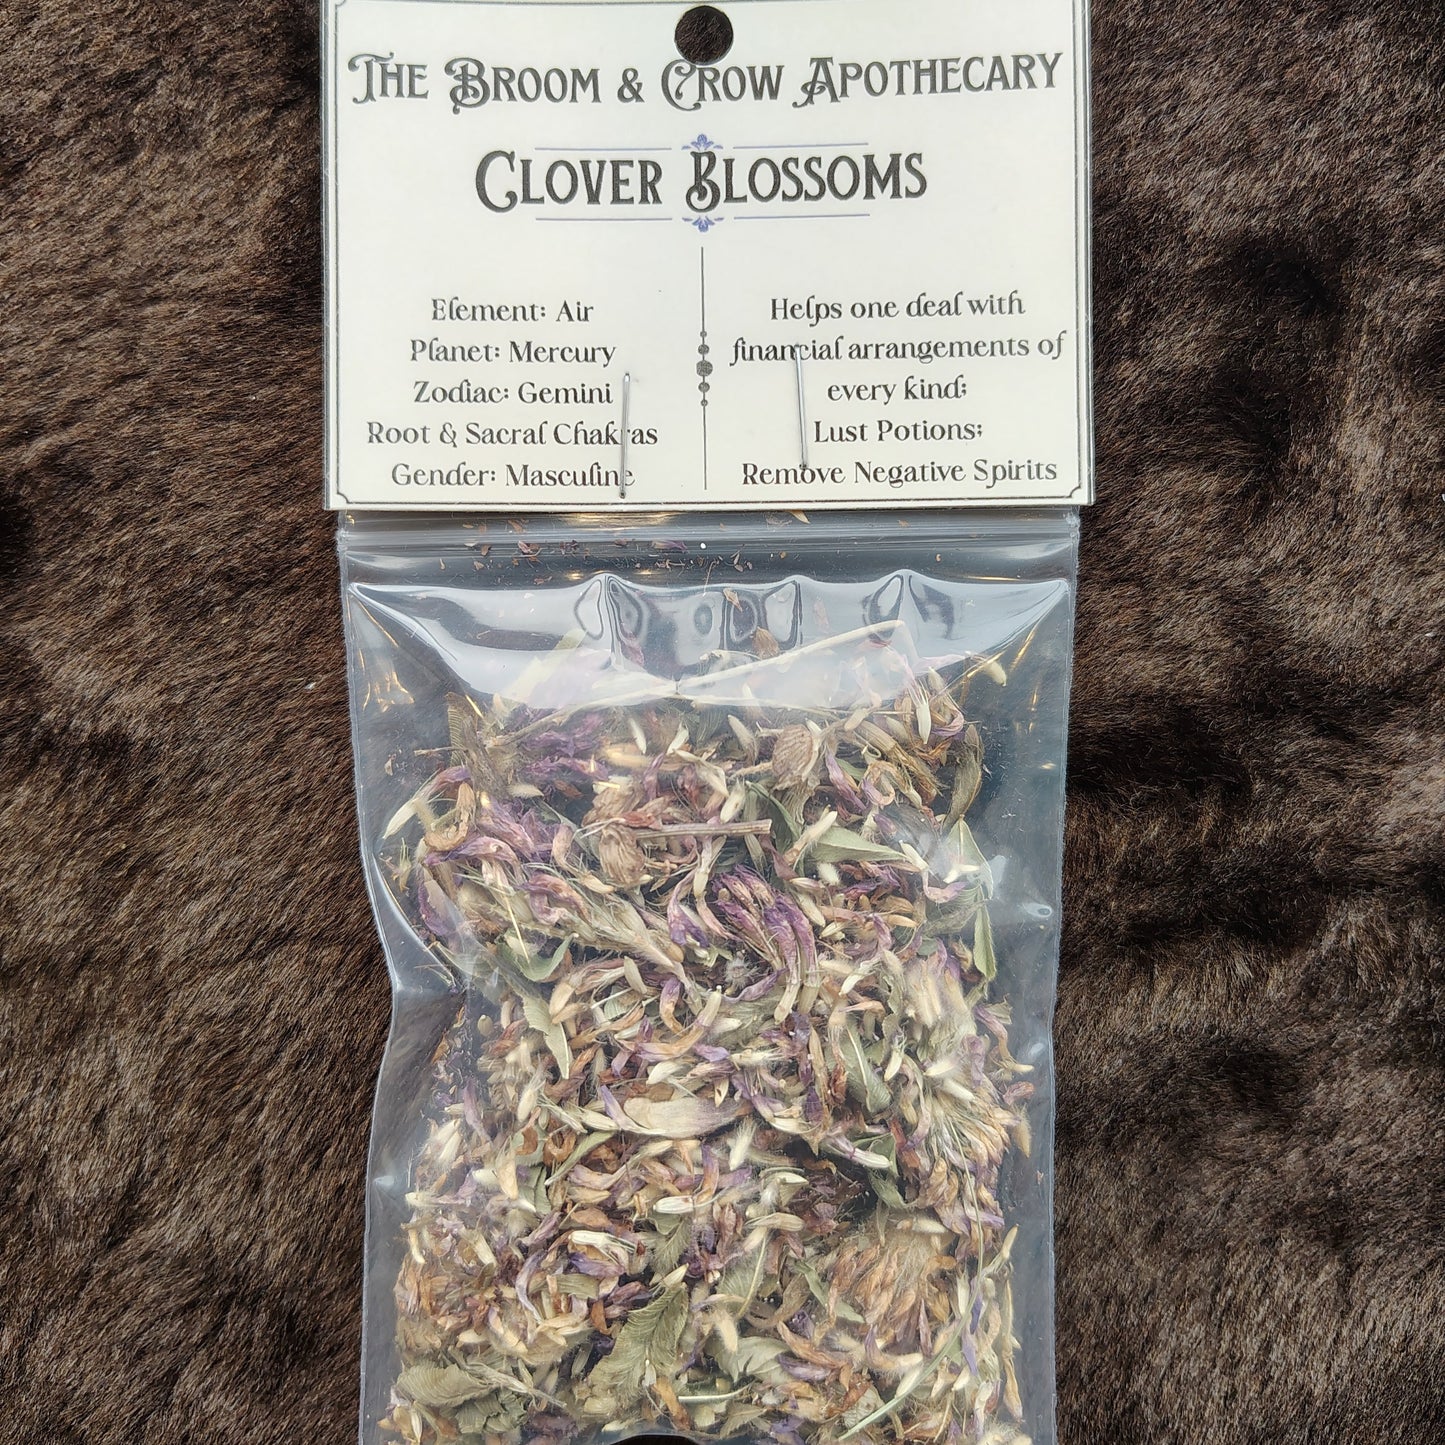 The Broom & Crow Apothecary
Clover Blossoms
Element: Air
Planet: Mercury
Zodiac: Gemini
Root & Sacral Chakras
Gender: Masculine
Helps one deal with
financial arrangements of
every kind;
Lust Potions;
Remove Negative Spirits